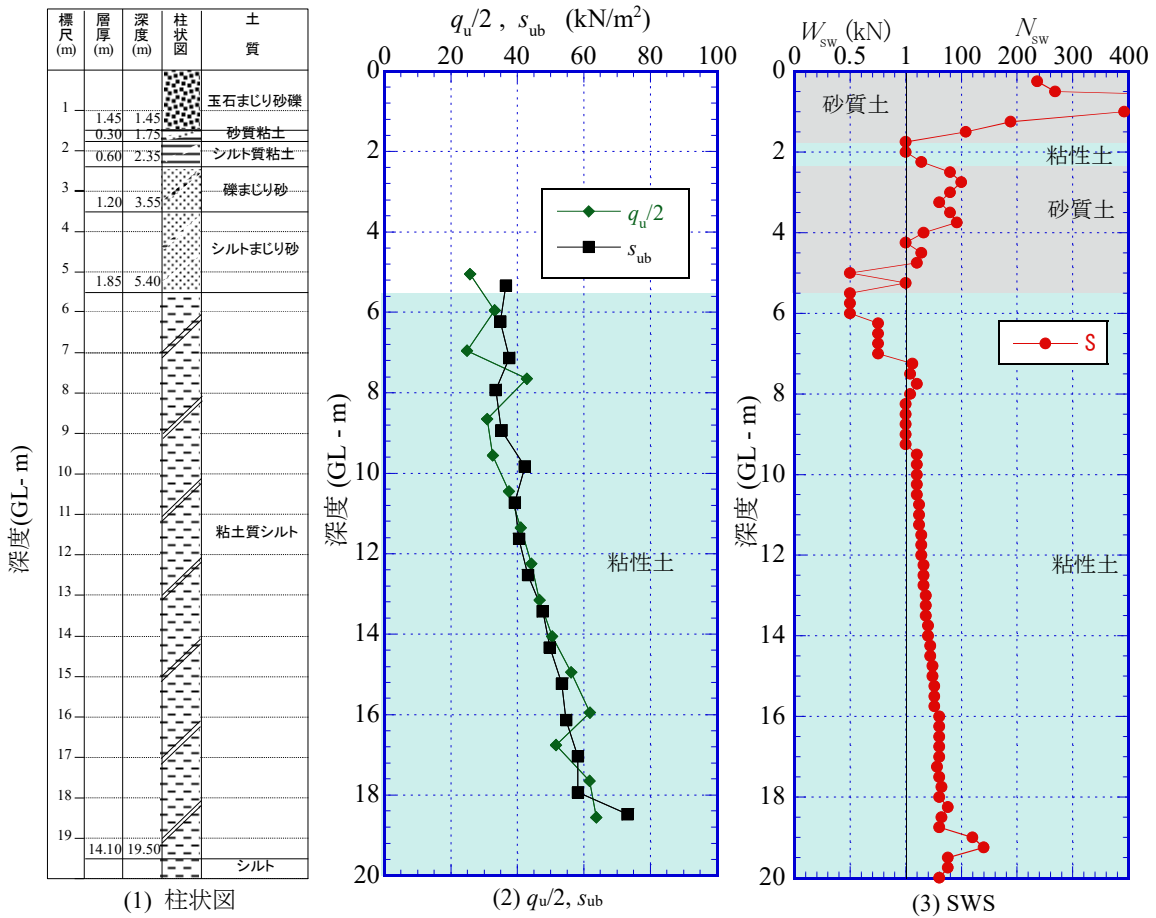 標尺(m) 層厚(m) 深度(m) 柱状図 土質
深度(GL- m)
1
1.45 1.45 玉石まじり砂礫
0.30 1.75 砂質粘土
2
0.60 2.35 シルト質粘土
3
1.20 3.55 礫まじり砂
4
シルトまじり砂
5
1.85 5.40
6
7
8
9
10
11
粘土質シルト
12
13
14
15
16
17
18
19
14.10 19.50
シルト
(1) 柱状図
qu/2 , sub (kN/m2)
0 20 40 60 80 100
深度 (GL - m)
0
2
4
6
8
10
12
14
16
18
20
qu/2
sub
粘性土
(2) qu/2, sub
Wsw (kN) Nsw
0 0.5 1 100 200 300 400
深度 (GL - m)
0
2
4
6
8
10
12
14
16
18
20
砂質土
粘性土
砂質土
S
粘性土
(3) SWS